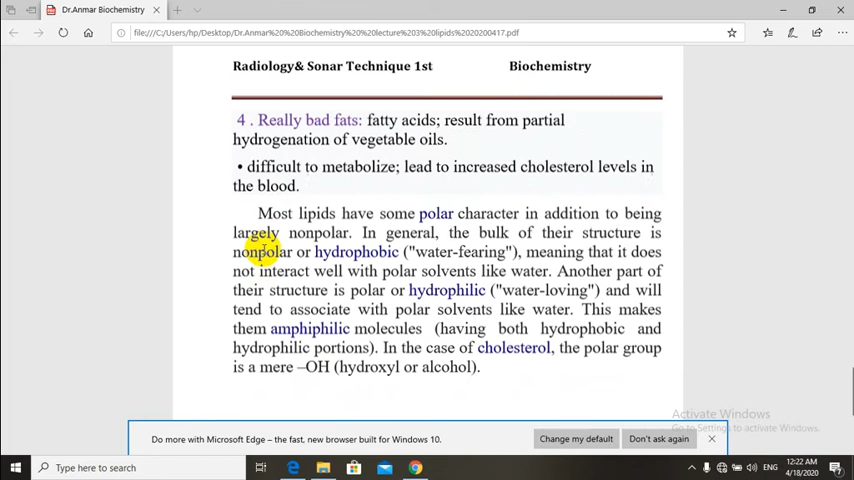 Dr.Anmar Biochemistry
file:///C:/Users/hp/Desktop/Dr.Anmar%20%20Biochemistry%20%20lecture%203%20lipids%2020200417.pdf
Radiology& Sonar Technique 1st Biochemistry
4 . Really bad fats: fatty acids; result from partial
hydrogenation of vegetable oils.
• difficult to metabolize; lead to increased cholesterol levels in
the blood.
Most lipids have some polar character in addition to being
largely nonpolar. In general, the bulk of their structure is
nonpolar or hydrophobic ("water-fearing"), meaning that it does
not interact well with polar solvents like water. Another part of
their structure is polar or hydrophilic ("water-loving") and will
tend to associate with polar solvents like water. This makes
them amphiphilic molecules (having both hydrophobic and
hydrophilic portions). In the case of cholesterol, the polar group
is a mere –OH (hydroxyl or alcohol).
Activate Windows
Go to Settings to activate Windows.
Do more with Microsoft Edge – the fast, new browser built for Windows 10. Change my default Don't ask again
Type here to search
ENG
12:22 AM
4/18/2020